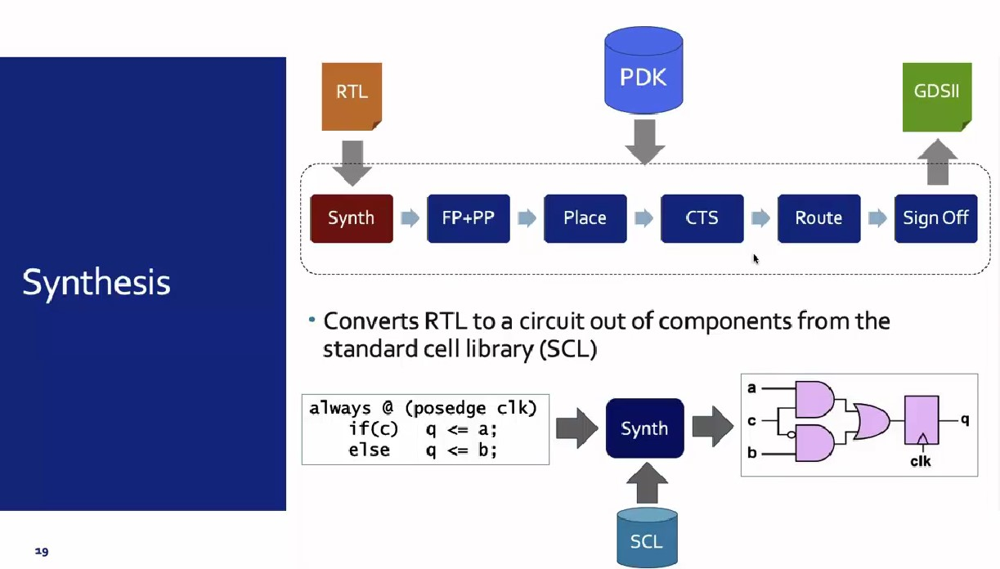 RTL
PDK
GDSII
Synth
FP+PP
Place
CTS
Route
Sign Off
Synthesis
• Converts RTL to a circuit out of components from the
standard cell library (SCL)
always @ (posedge clk)
if(c) q <= a;
else q <= b;
Synth
a
c
b
q
clk
SCL
19